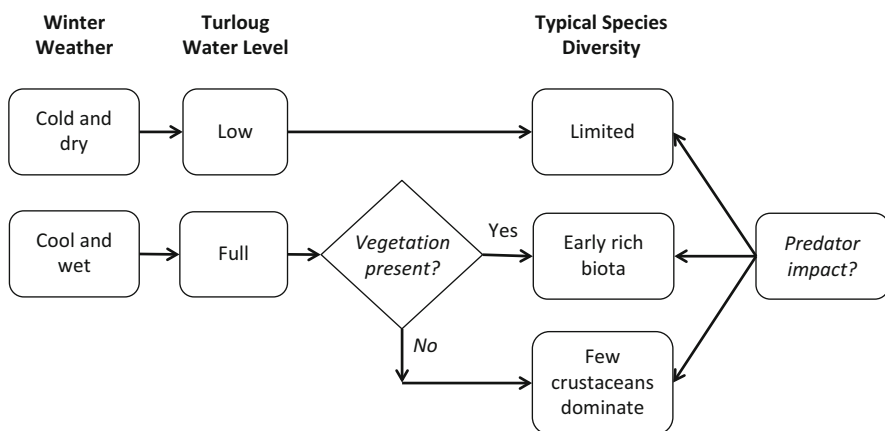 Winter
Weather
Turloug
Water Level
Typical Species
Diversity
Cold and
dry
Low
Limited
Cool and
wet
Full
Vegetation
present?
Yes
Early rich
biota
Predator
impact?
No
Few
crustaceans
dominate